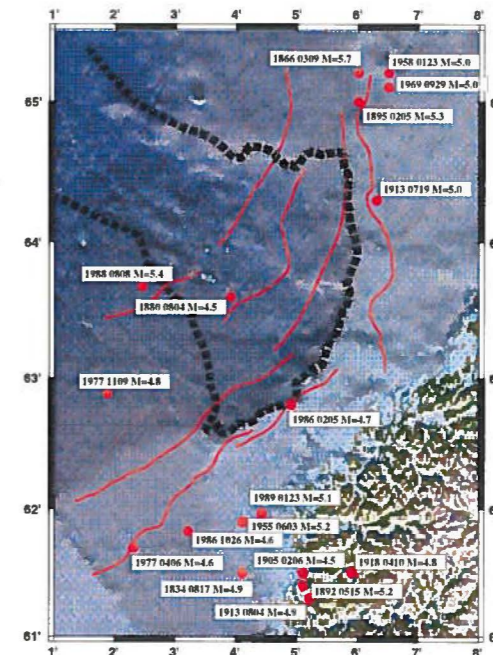 1' 2' 3' 4' 5' 6' 7' 8'
1866 0309 M=5.7
1958 0123 M=5.0
1969 0929 M=5.0
65'
1895 0205 M=5.3
1913 0719 M=5.0
64'
1988 0808 M=5.4
1880 0804 M=4.5
63'
1977 1109 M=4.8
1986 0205 M=4.7
1989 0123 M=5.1
62'
1955 0603 M=5.2
1986 1026 M=4.6
1905 0206 M=4.5
1918 0410 M=4.8
1977 0406 M=4.6
1834 0817 M=4.9
1892 0515 M=5.2
1913 0804 M=4.9
61'
1' 2' 3' 4' 5' 6' 7' 8'